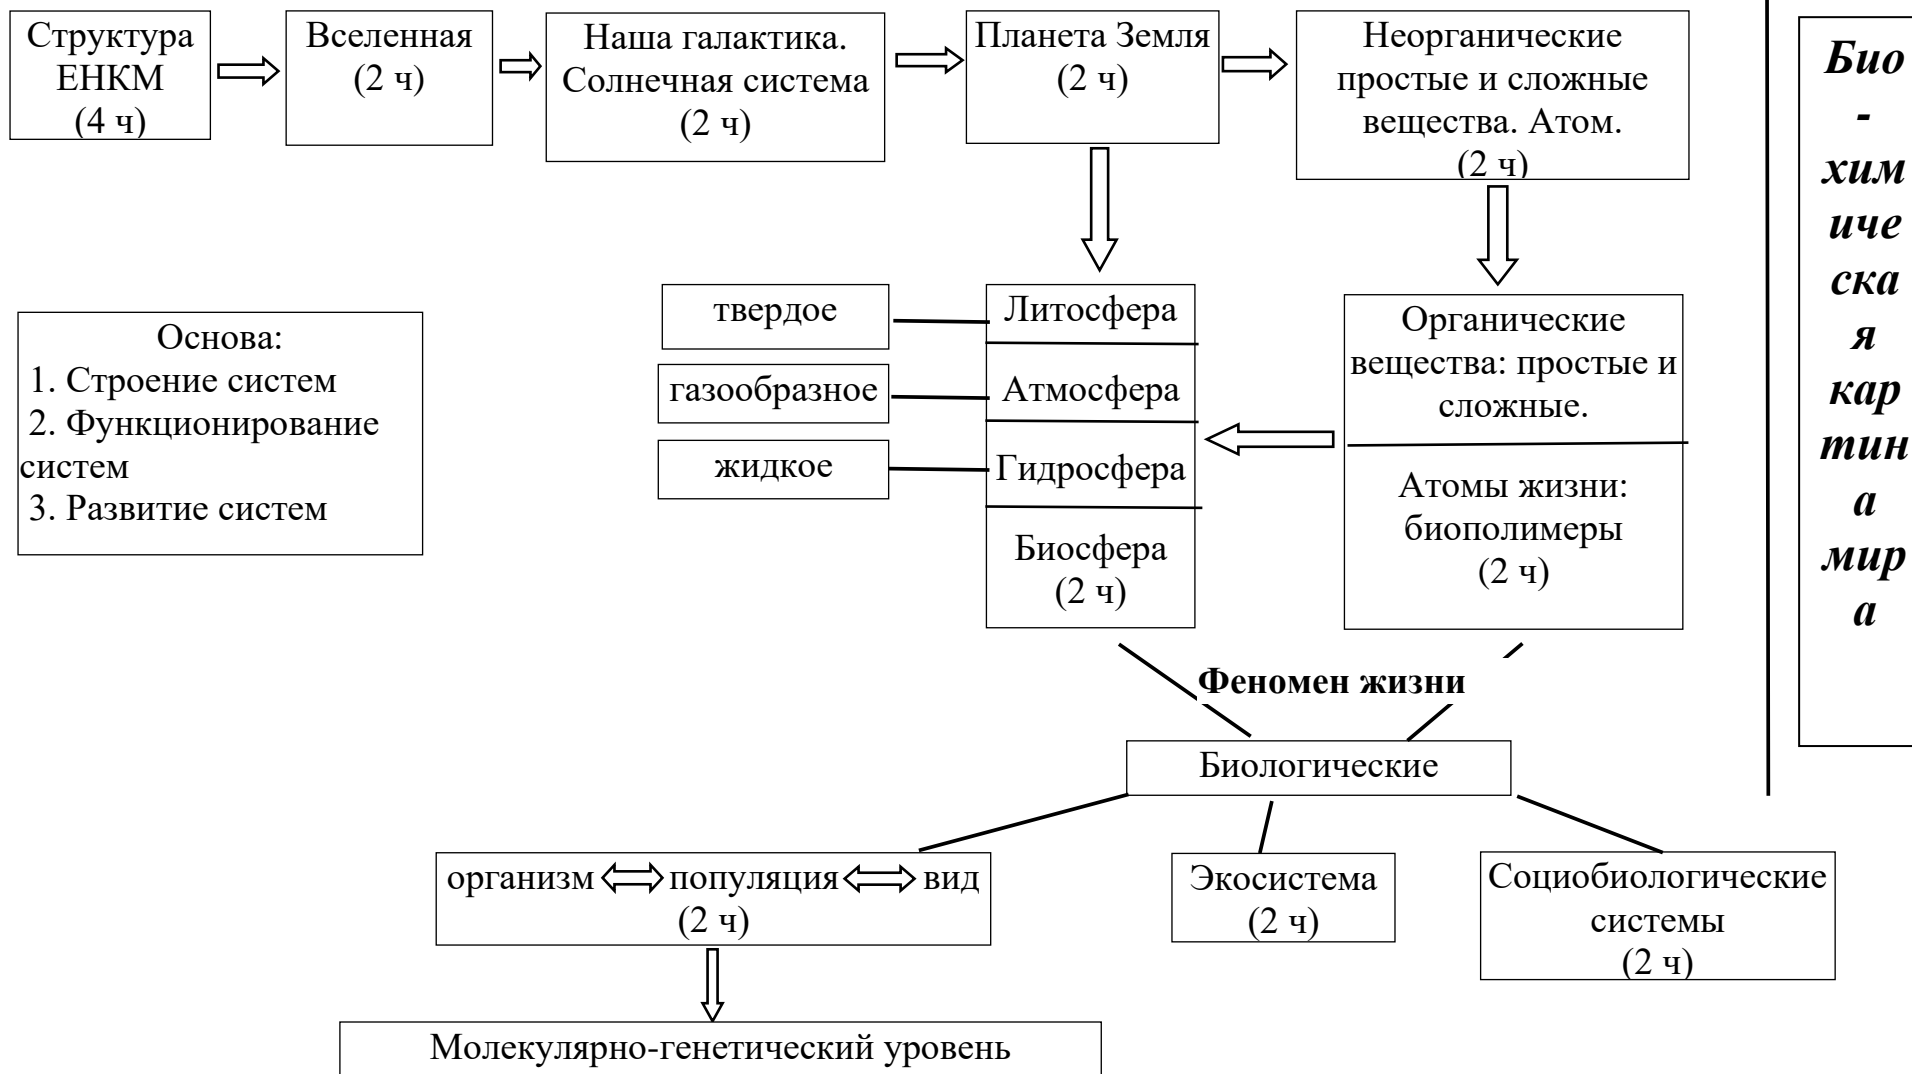 Структура
ЕНКМ
(4 ч)
Вселенная
(2 ч)
Наша галактика.
Солнечная система
(2 ч)
Планета Земля
(2 ч)
Неорганические
простые и сложные
вещества. Атом.
(2 ч)
Био
-
хим
иче
ска
я
кар
тин
а
мир
а
Основа:
1. Строение систем
2. Функционирование
систем
3. Развитие систем
твердое
газообразное
жидкое
Литосфера
Атмосфера
Гидросфера
Биосфера
(2 ч)
Органические
вещества: простые и
сложные.
Атомы жизни:
биополимеры
(2 ч)
Феномен жизни
Биологические
организм популяция вид
(2 ч)
Экосистема
(2 ч)
Социобиологические
системы
(2 ч)
Молекулярно-генетический уровень